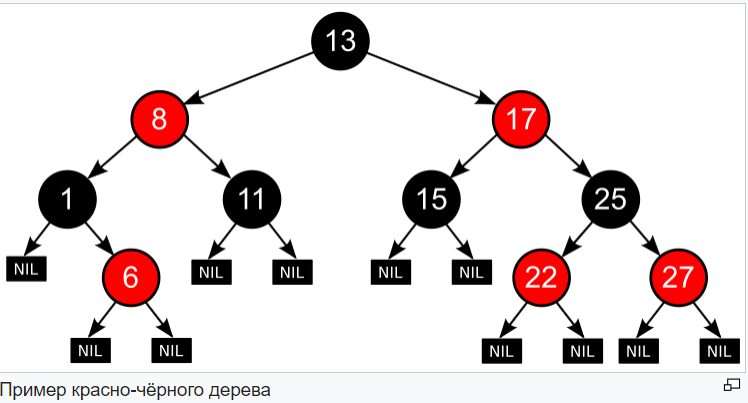 13
8 17
1 11 15 25
NIL 6 NIL NIL NIL NIL 22 27
NIL NIL NIL NIL NIL NIL
Пример красно-чёрного дерева